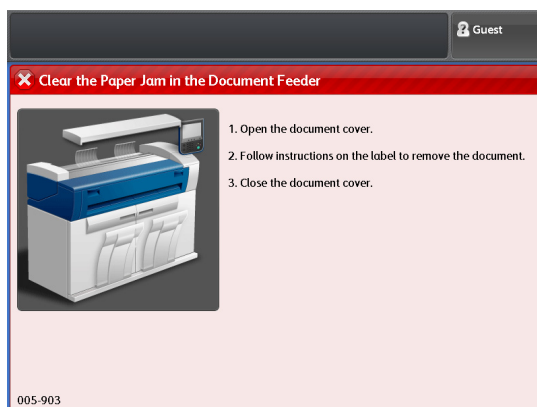 Guest
Clear the Paper Jam in the Document Feeder
1. Open the document cover.
2. Follow instructions on the label to remove the document.
3. Close the document cover.
005-903